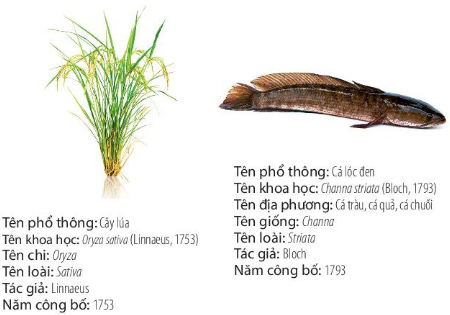 Tên phổ thông: Cây lúa
Tên khoa học: Oryza sativa (Linnaeus, 1753)
Tên chi: Oryza
Tên loài: Sativa
Tác giả: Linnaeus
Năm công bố: 1753
Tên phổ thông: Cá lóc đen
Tên khoa học: Channa striata (Bloch, 1793)
Tên địa phương: Cá tràu, cá quả, cá chuối
Tên giống: Channa
Tên loài: Striata
Tác giả: Bloch
Năm công bố: 1793